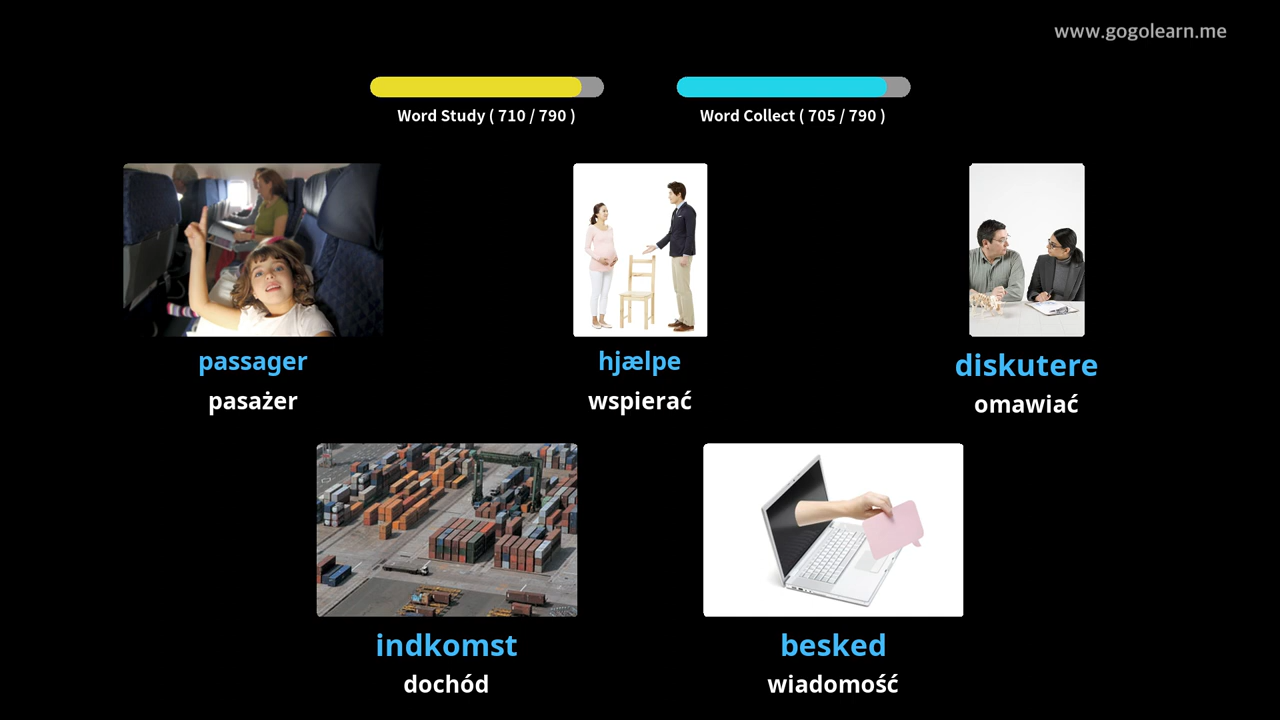 www.gogolearn.me
Word Study ( 710 / 790 )
Word Collect ( 705 / 790 )
passager
pasażer
hjælpe
wspierać
diskutere
omawiać
indkomst
dochód
besked
wiadomość